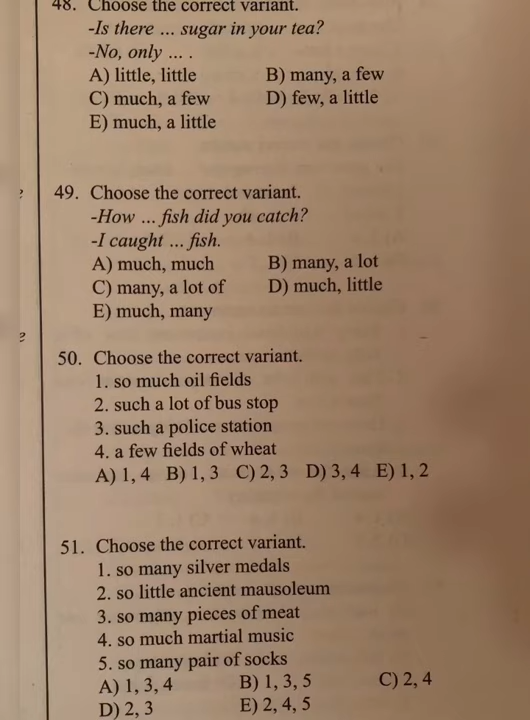 48. Choose the correct variant.
-Is there ... sugar in your tea?
-No, only ... .
A) little, little B) many, a few
C) much, a few D) few, a little
E) much, a little
49. Choose the correct variant.
-How ... fish did you catch?
-I caught ... fish.
A) much, much B) many, a lot
C) many, a lot of D) much, little
E) much, many
50. Choose the correct variant.
1. so much oil fields
2. such a lot of bus stop
3. such a police station
4. a few fields of wheat
A) 1, 4 B) 1, 3 C) 2, 3 D) 3, 4 E) 1, 2
51. Choose the correct variant.
1. so many silver medals
2. so little ancient mausoleum
3. so many pieces of meat
4. so much martial music
5. so many pair of socks
A) 1, 3, 4 B) 1, 3, 5 C) 2, 4
D) 2, 3 E) 2, 4, 5